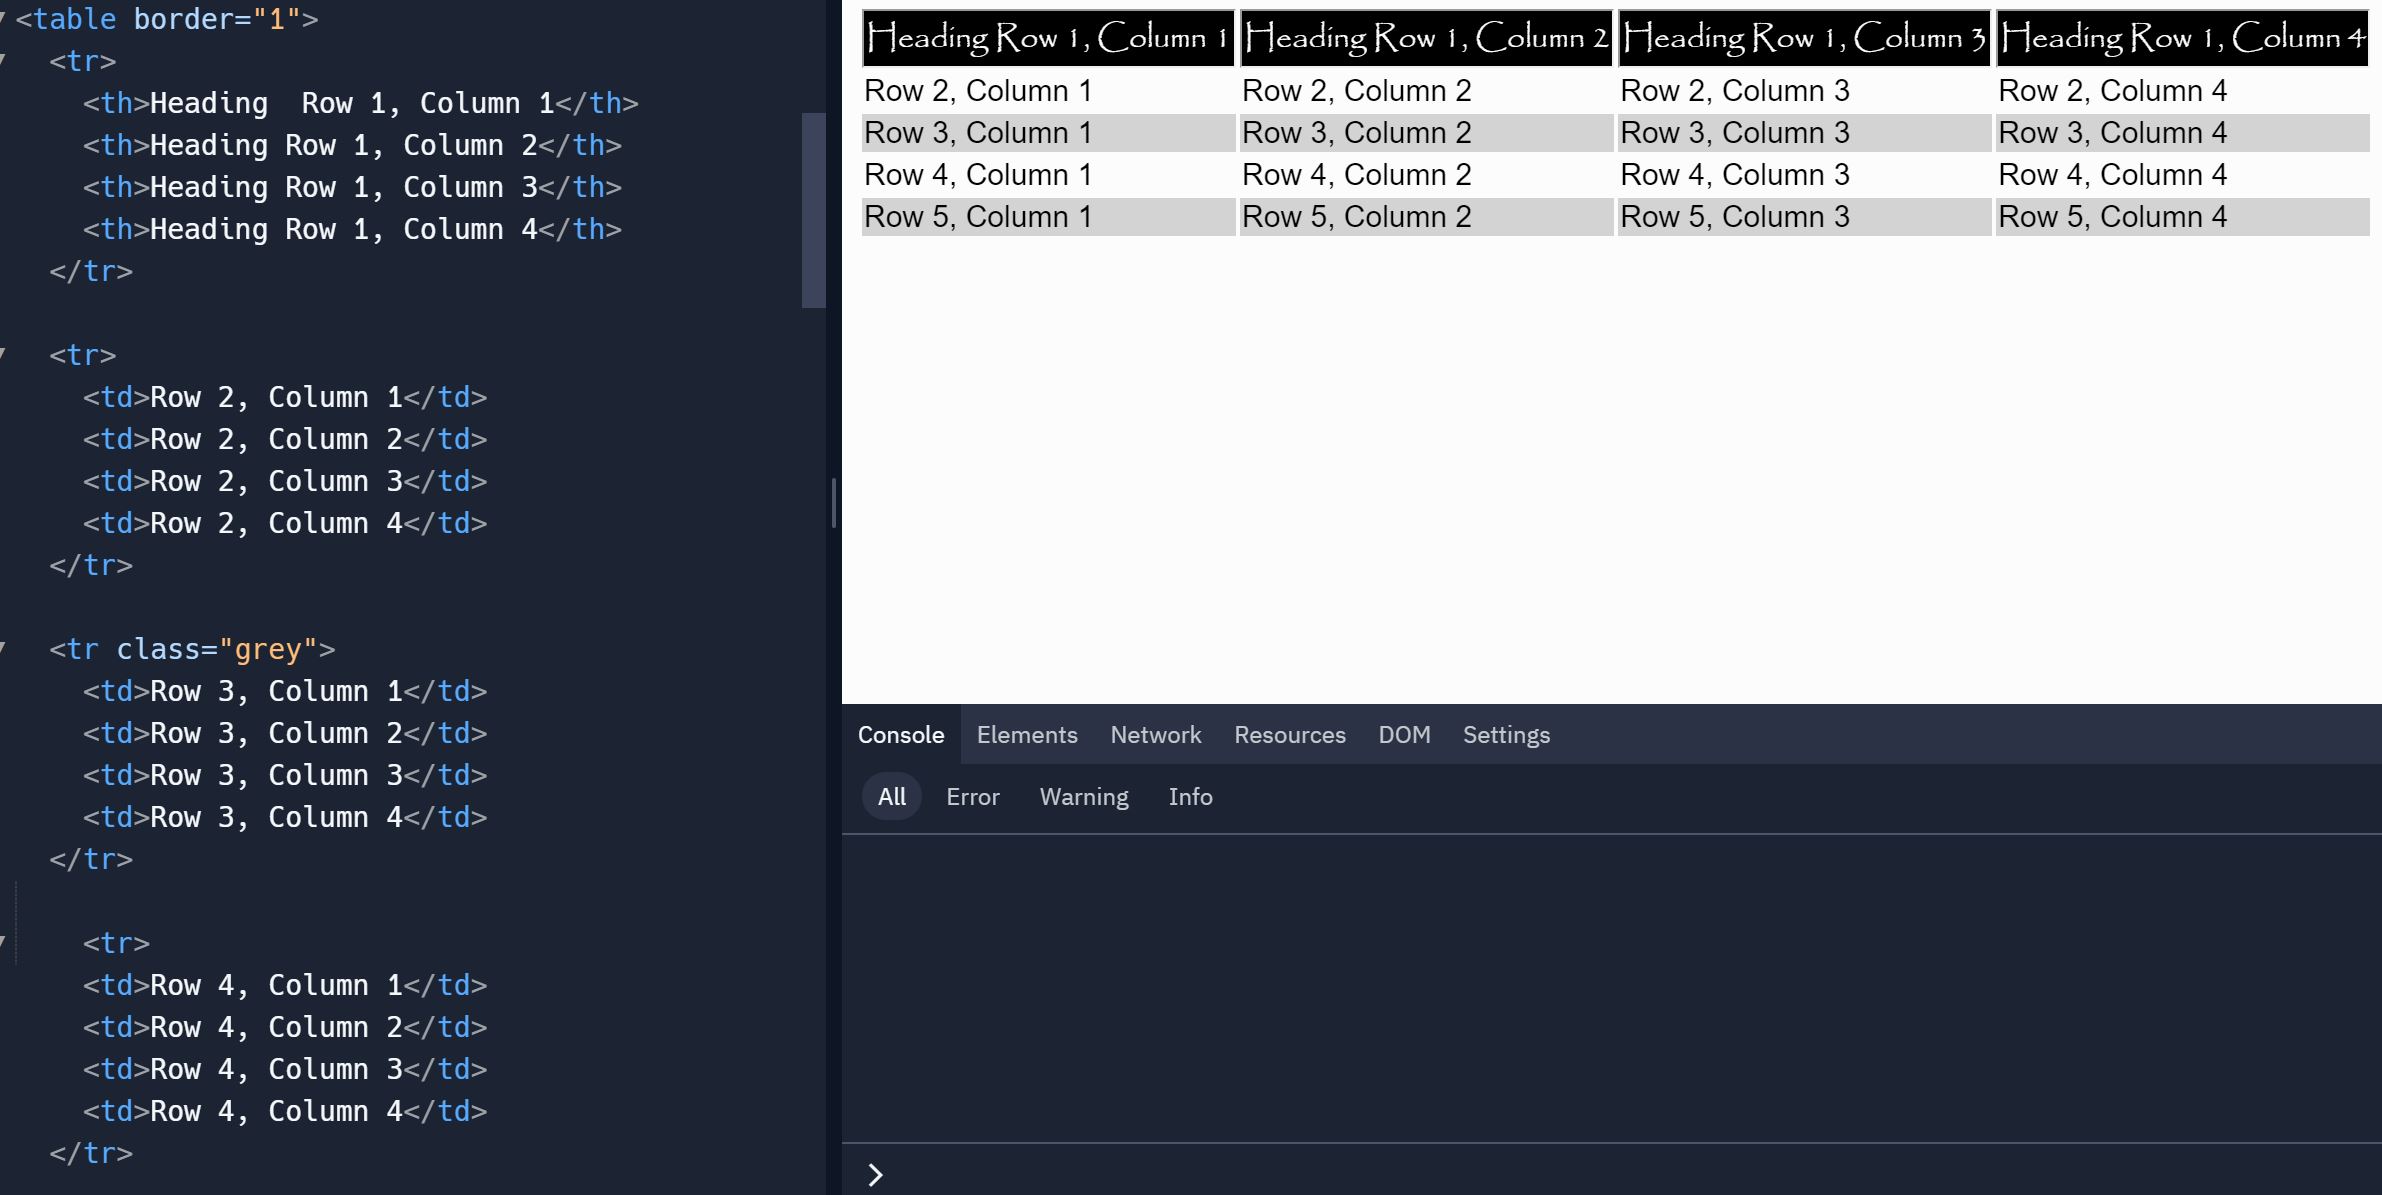 <table border="1">
<tr>
<th>Heading  Row 1, Column 1</th>
<th>Heading Row 1, Column 2</th>
<th>Heading Row 1, Column 3</th>
<th>Heading Row 1, Column 4</th>
</tr>
<tr>
<td>Row 2, Column 1</td>
<td>Row 2, Column 2</td>
<td>Row 2, Column 3</td>
<td>Row 2, Column 4</td>
</tr>
<tr class="grey">
<td>Row 3, Column 1</td>
<td>Row 3, Column 2</td>
<td>Row 3, Column 3</td>
<td>Row 3, Column 4</td>
</tr>
<tr>
<td>Row 4, Column 1</td>
<td>Row 4, Column 2</td>
<td>Row 4, Column 3</td>
<td>Row 4, Column 4</td>
</tr>
Heading Row 1, Column 1 Heading Row 1, Column 2 Heading Row 1, Column 3 Heading Row 1, Column 4
Row 2, Column 1 Row 2, Column 2 Row 2, Column 3 Row 2, Column 4
Row 3, Column 1 Row 3, Column 2 Row 3, Column 3 Row 3, Column 4
Row 4, Column 1 Row 4, Column 2 Row 4, Column 3 Row 4, Column 4
Row 5, Column 1 Row 5, Column 2 Row 5, Column 3 Row 5, Column 4
Console Elements Network Resources DOM Settings
All Error Warning Info